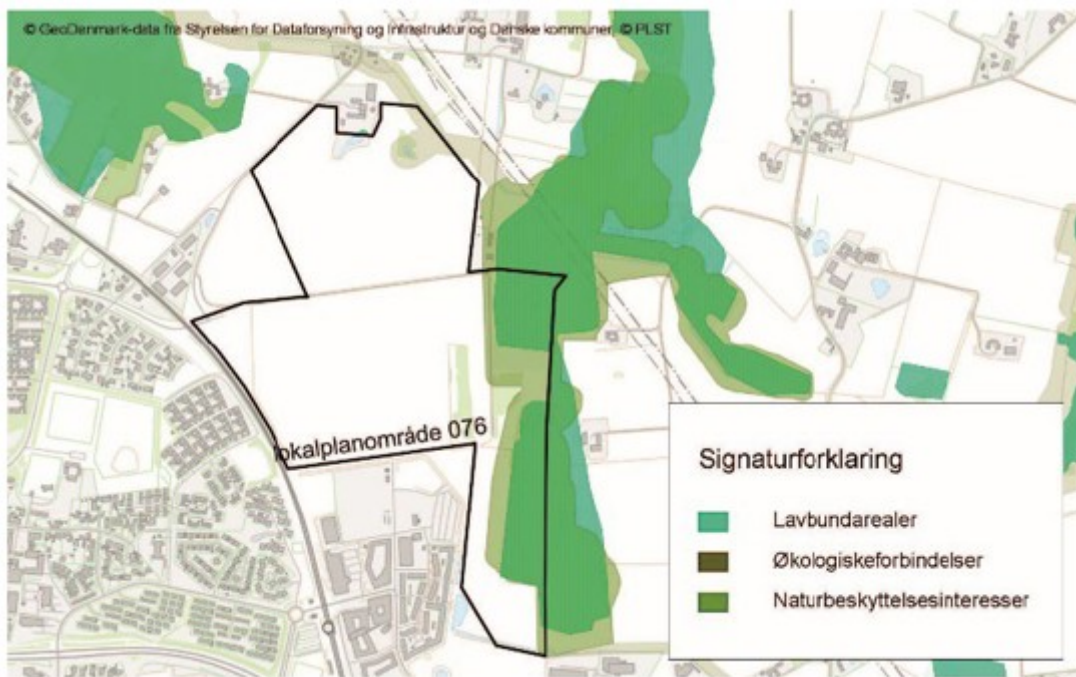 © GeoDenmark-data fra Styrelsen for Dataforsyning og Infrastruktur og Danske kommuner, © PLST
lokalplanområde 076
Signaturforklaring
Lavbundarealer
Økologiskeforbindelser
Naturbeskyttelsesinteresser